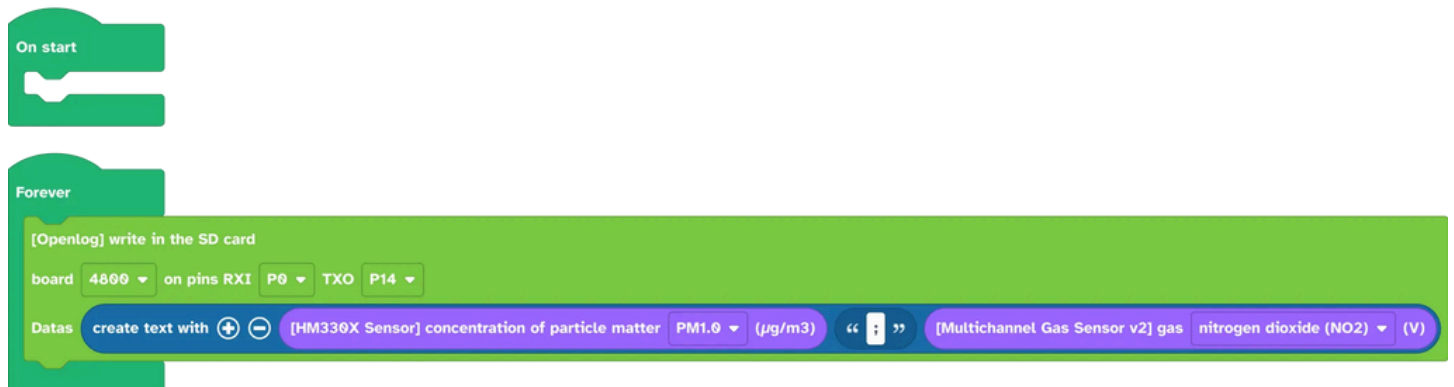 On start
Forever
[Openlog] write in the SD card
board 4800 on pins RXI P0 TXO P14
Datas create text with [HM330X Sensor] concentration of particle matter PM1.0 (µg/m3) “ ; ” [Multichannel Gas Sensor v2] gas nitrogen dioxide (NO2) (V)